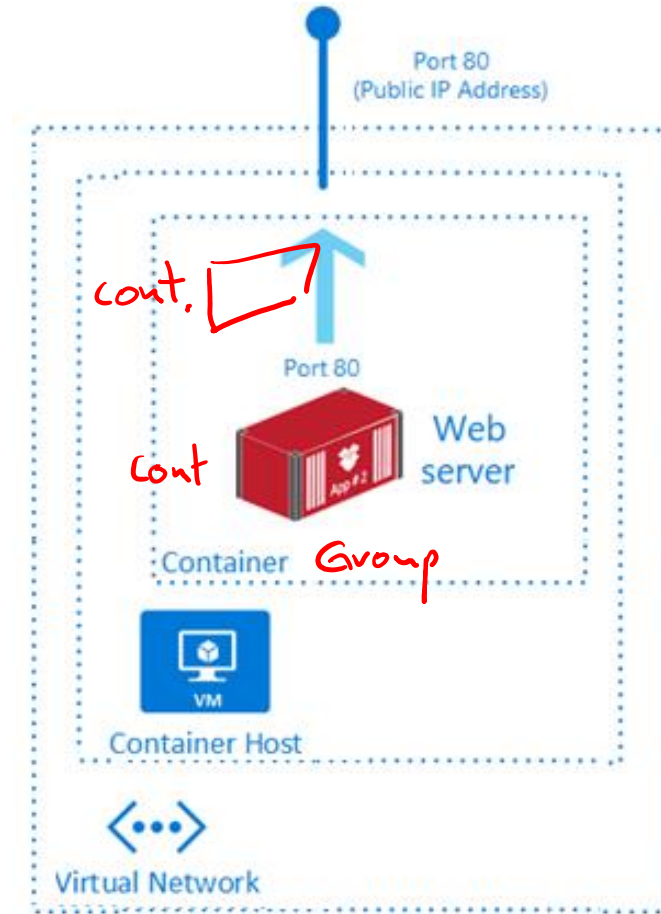 Port 80
(Public IP Address)
cont.
Port 80
Cont
App # 2
Web
server
Container Group
VM
Container Host
Virtual Network